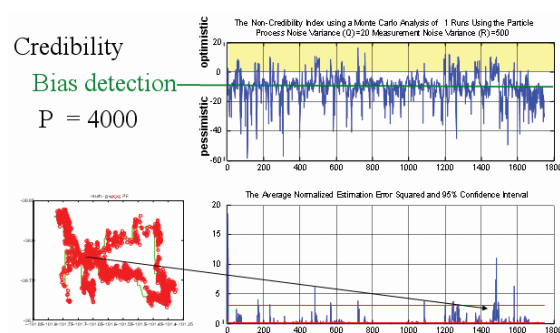 Credibility
Bias detection
P = 4000
The Non-Credibility Index using a Monte Carlo Analysis of 1 Runs Using the Particle
Process Noise Variance (Q)=20 Measurement Noise Variance (R)=500
optimistic
pessimistic
20
0
-20
-40
-60
0 200 400 600 800 1000 1200 1400 1600 1800
The Average Normalized Estimation Error Squared and 95% Confidence Interval
20
15
10
5
0
0 200 400 600 800 1000 1200 1400 1600 1800